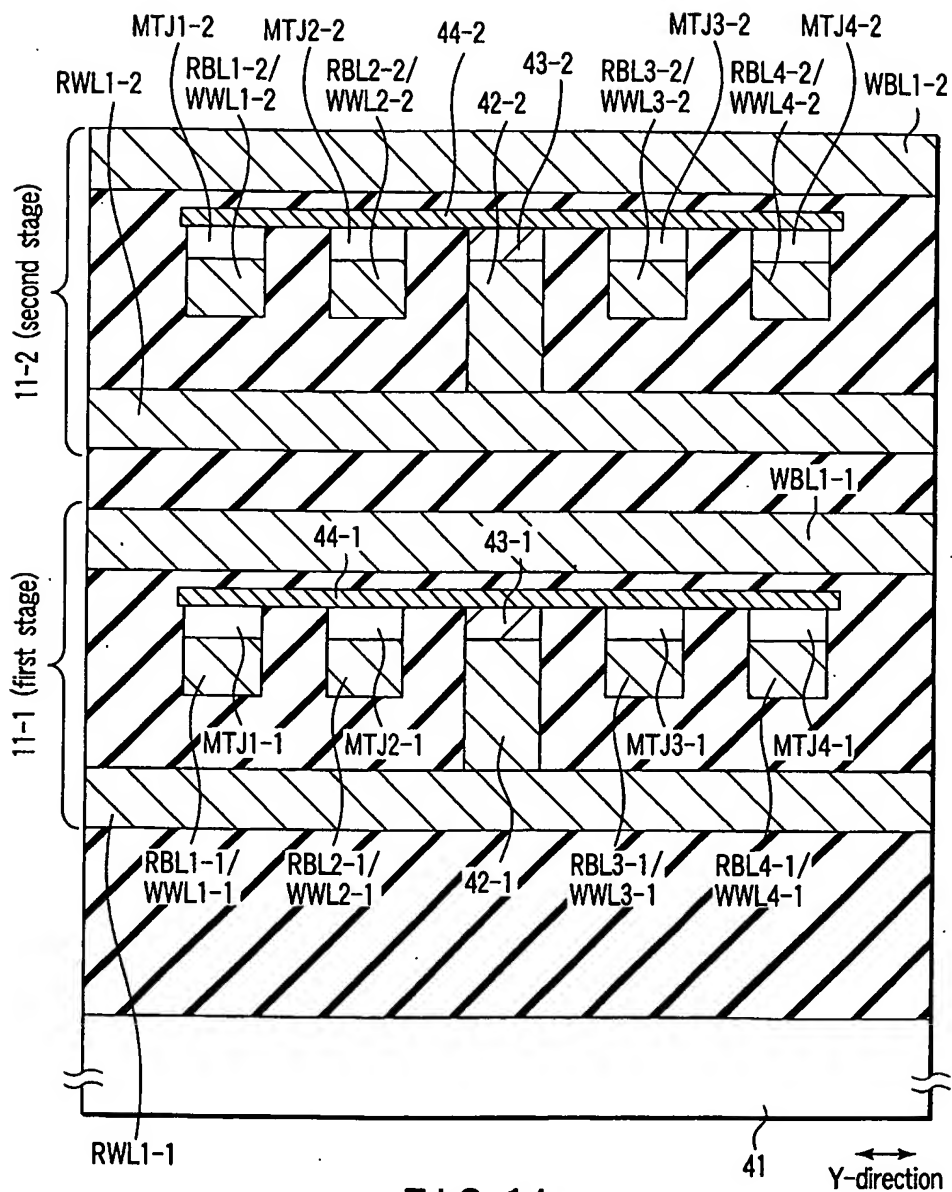 MTJ1-2
MTJ2-2
44-2
MTJ3-2
MTJ4-2
RWL1-2
RBL1-2/
WWL1-2
RBL2-2/
WWL2-2
42-2
43-2
RBL3-2/
WWL3-2
RBL4-2/
WWL4-2
WBL1-2
11-2 (second stage)
WBL1-1
44-1
43-1
11-1 (first stage)
MTJ1-1
MTJ2-1
MTJ3-1
MTJ4-1
RBL1-1/
WWL1-1
RBL2-1/
WWL2-1
42-1
RBL3-1/
WWL3-1
RBL4-1/
WWL4-1
RWL1-1
41
Y-direction